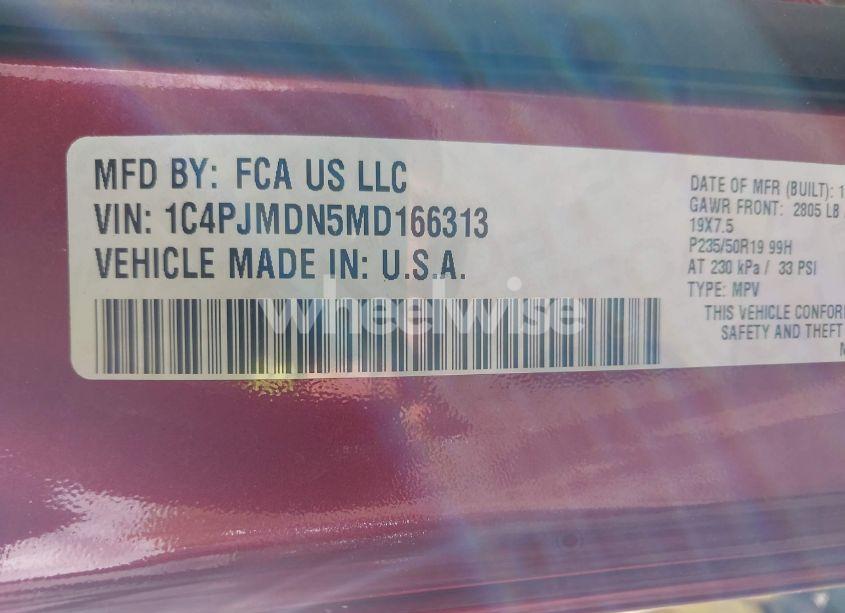 MFD BY: FCA US LLC
VIN: 1C4PJMDN5MD166313
VEHICLE MADE IN: U.S.A.
wheelwise
DATE OF MFR (BUILT): 1
GAWR FRONT: 2805 LB
19X7.5
P235/50R19 99H
AT 230 kPa / 33 PSI
TYPE: MPV
THIS VEHICLE CONFOR
SAFETY AND THEFT